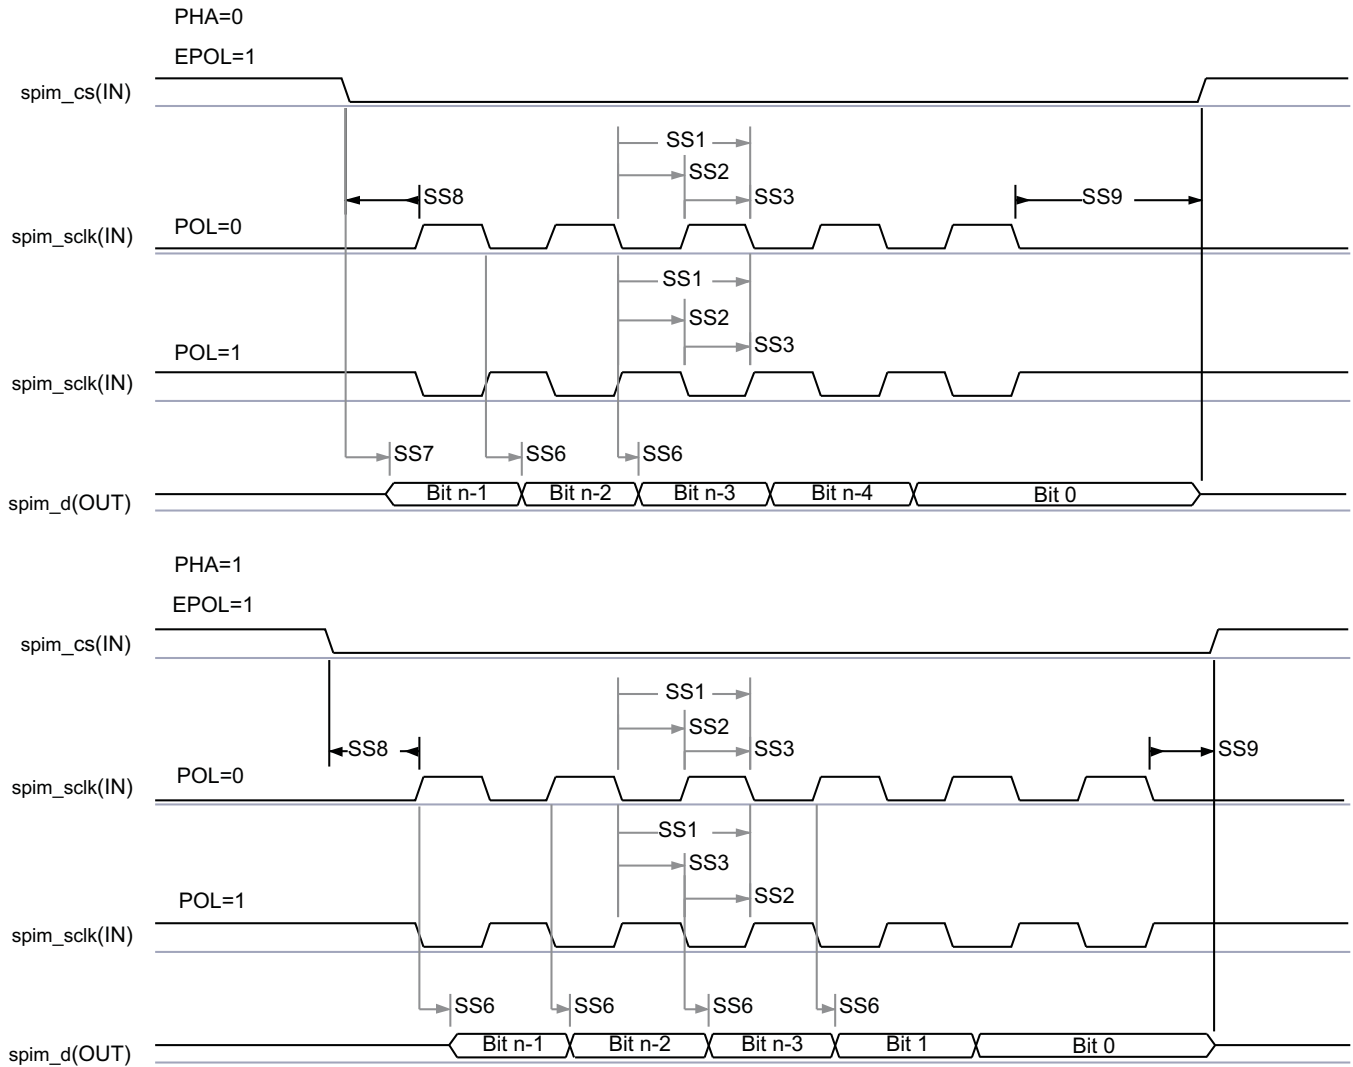 PHA=0
EPOL=1
spim_cs(IN)
SS1
SS2
SS8 SS3 SS9
POL=0
spim_sclk(IN)
SS1
SS2
SS3
POL=1
spim_sclk(IN)
SS7 SS6 SS6
spim_d(OUT) Bit n-1 Bit n-2 Bit n-3 Bit n-4 Bit 0
PHA=1
EPOL=1
spim_cs(IN)
SS1
SS2
SS8 SS3 SS9
POL=0
spim_sclk(IN)
SS1
SS3
SS2
POL=1
spim_sclk(IN)
SS6 SS6 SS6 SS6
spim_d(OUT) Bit n-1 Bit n-2 Bit n-3 Bit 1 Bit 0